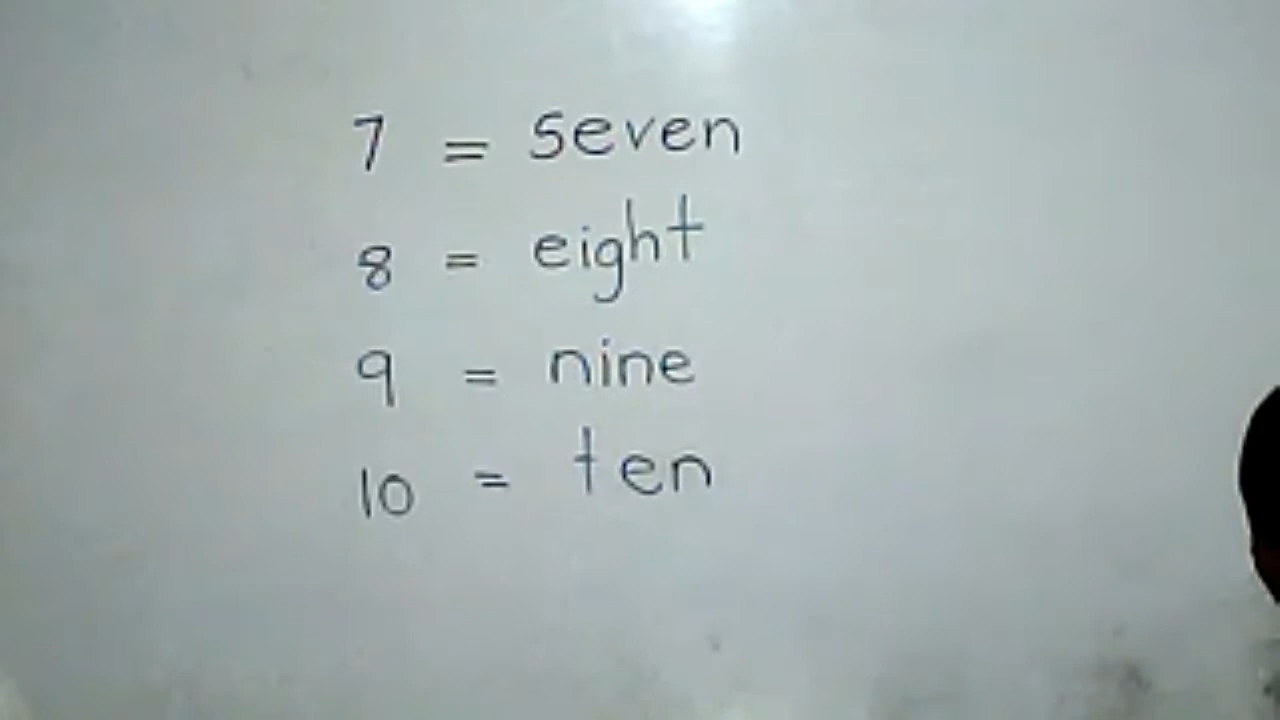 7 = seven
8 = eight
9 = nine
10 = ten